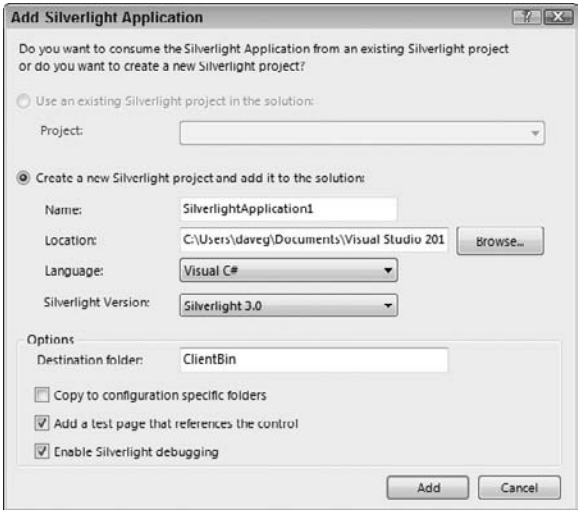 Add Silverlight Application
Do you want to consume the Silverlight Application from an existing Silverlight project
or do you want to create a new Silverlight project?
Use an existing Silverlight project in the solution:
Project:
Create a new Silverlight project and add it to the solution:
Name: SilverlightApplication1
Location: C:\Users\daveg\Documents\Visual Studio 201 Browse...
Language: Visual C#
Silverlight Version: Silverlight 3.0
Options
Destination folder: ClientBin
Copy to configuration specific folders
Add a test page that references the control
Enable Silverlight debugging
Add Cancel